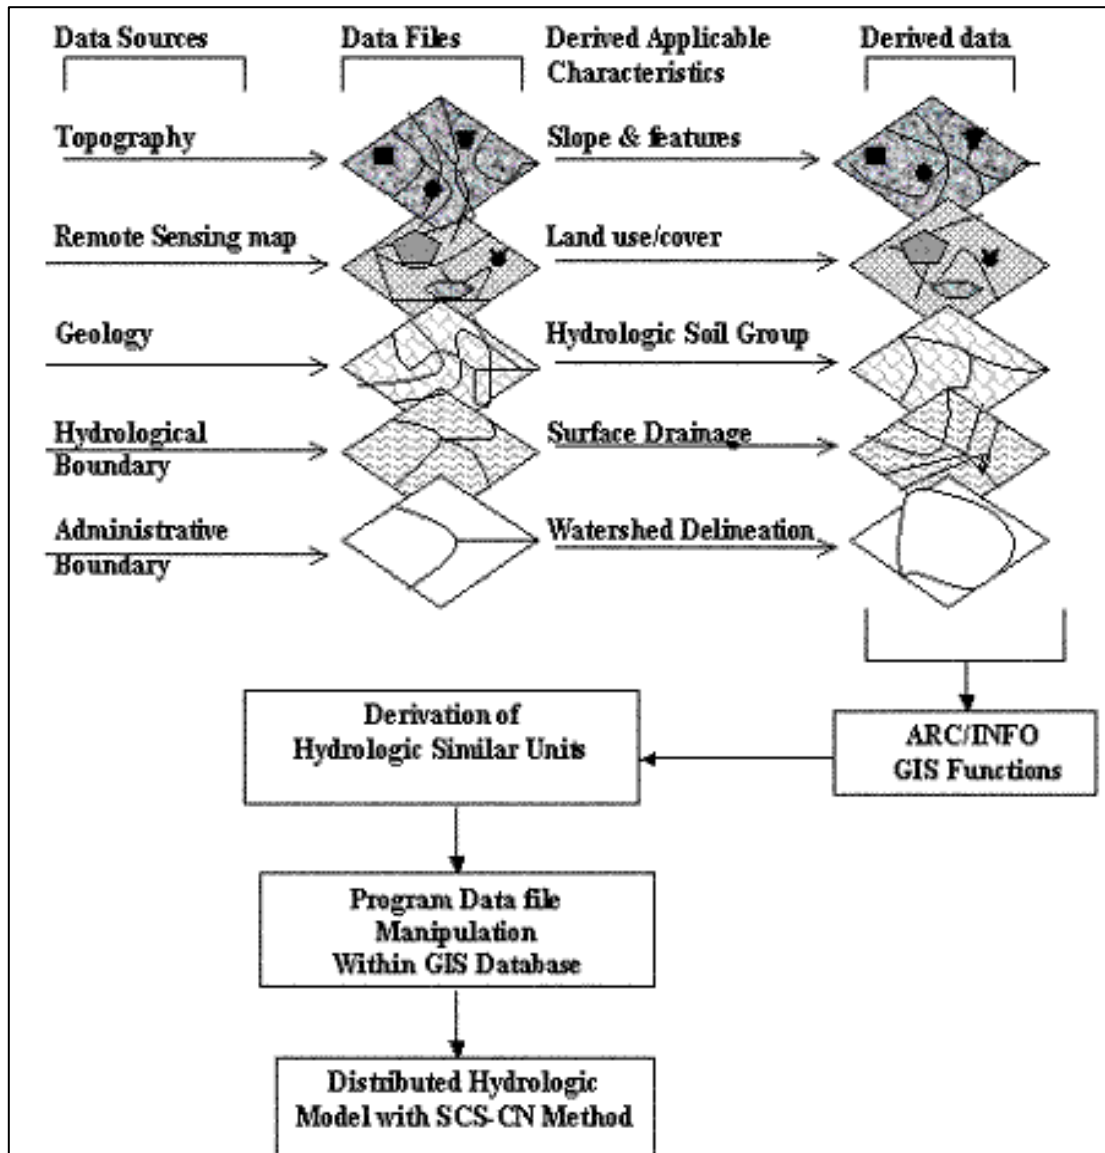 Data Sources
Data Files
Derived Applicable
Characteristics
Derived data
Topography
Slope & features
Remote Sensing map
Land use/cover
Geology
Hydrologic Soil Group
Hydrological
Boundary
Surface Drainage
Administrative
Boundary
Watershed Delineation
ARC/INFO
GIS Functions
Derivation of
Hydrologic Similar Units
Program Data file
Manipulation
Within GIS Database
Distributed Hydrologic
Model with SCS-CN Method